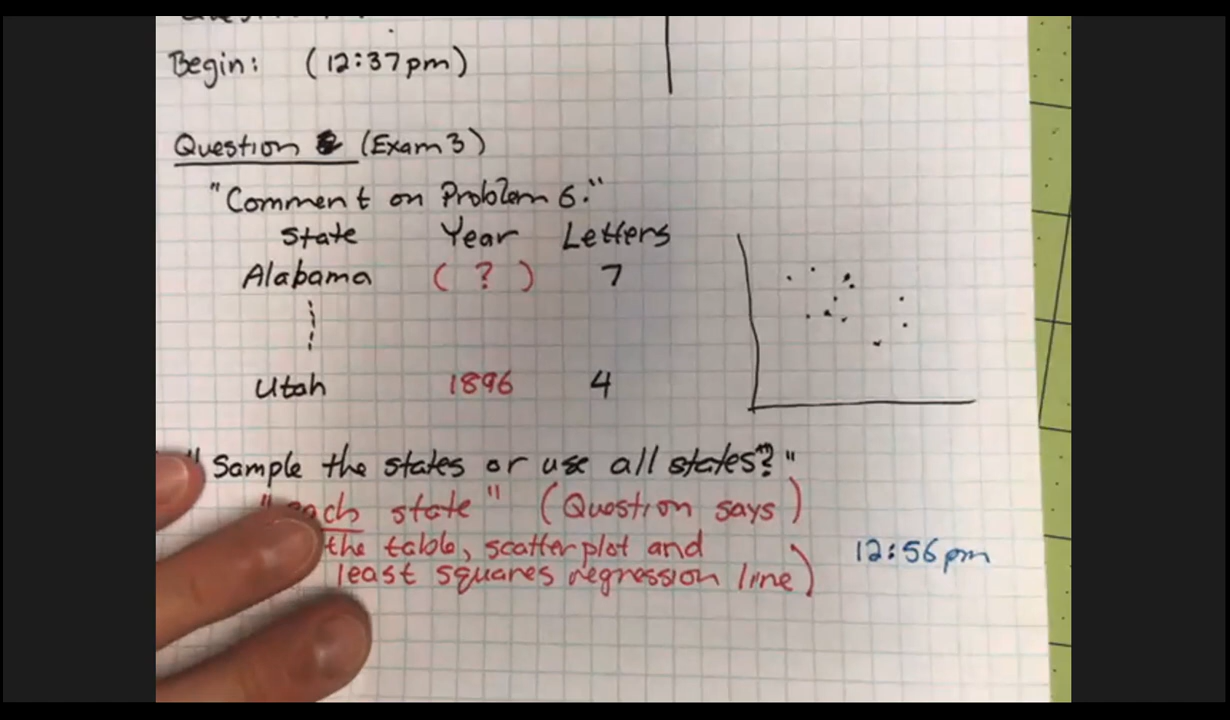 Begin: (12:37pm)
Question (Exam 3)
"Comment on Problem 6."
State Year Letters
Alabama ( ? ) 7
Utah 1896 4
"Sample the states or use all states?"
"each state" (Question says)
the table, scatterplot and
least squares regression line)
12:56pm